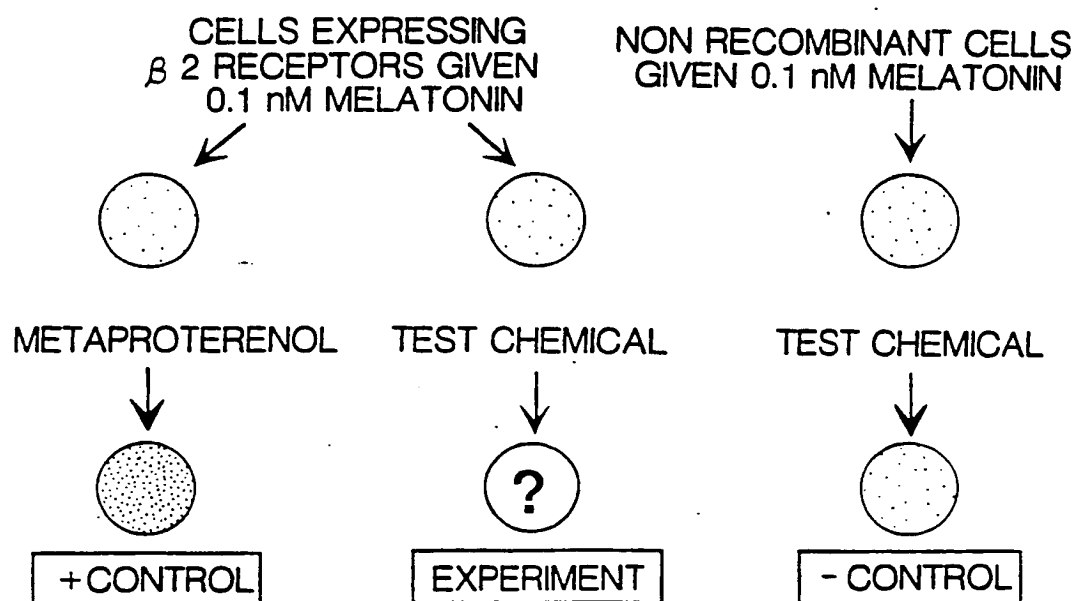 CELLS EXPRESSING
β 2 RECEPTORS GIVEN
0.1 nM MELATONIN
NON RECOMBINANT CELLS
GIVEN 0.1 nM MELATONIN
METAPROTERENOL
TEST CHEMICAL
TEST CHEMICAL
?
+CONTROL
EXPERIMENT
- CONTROL